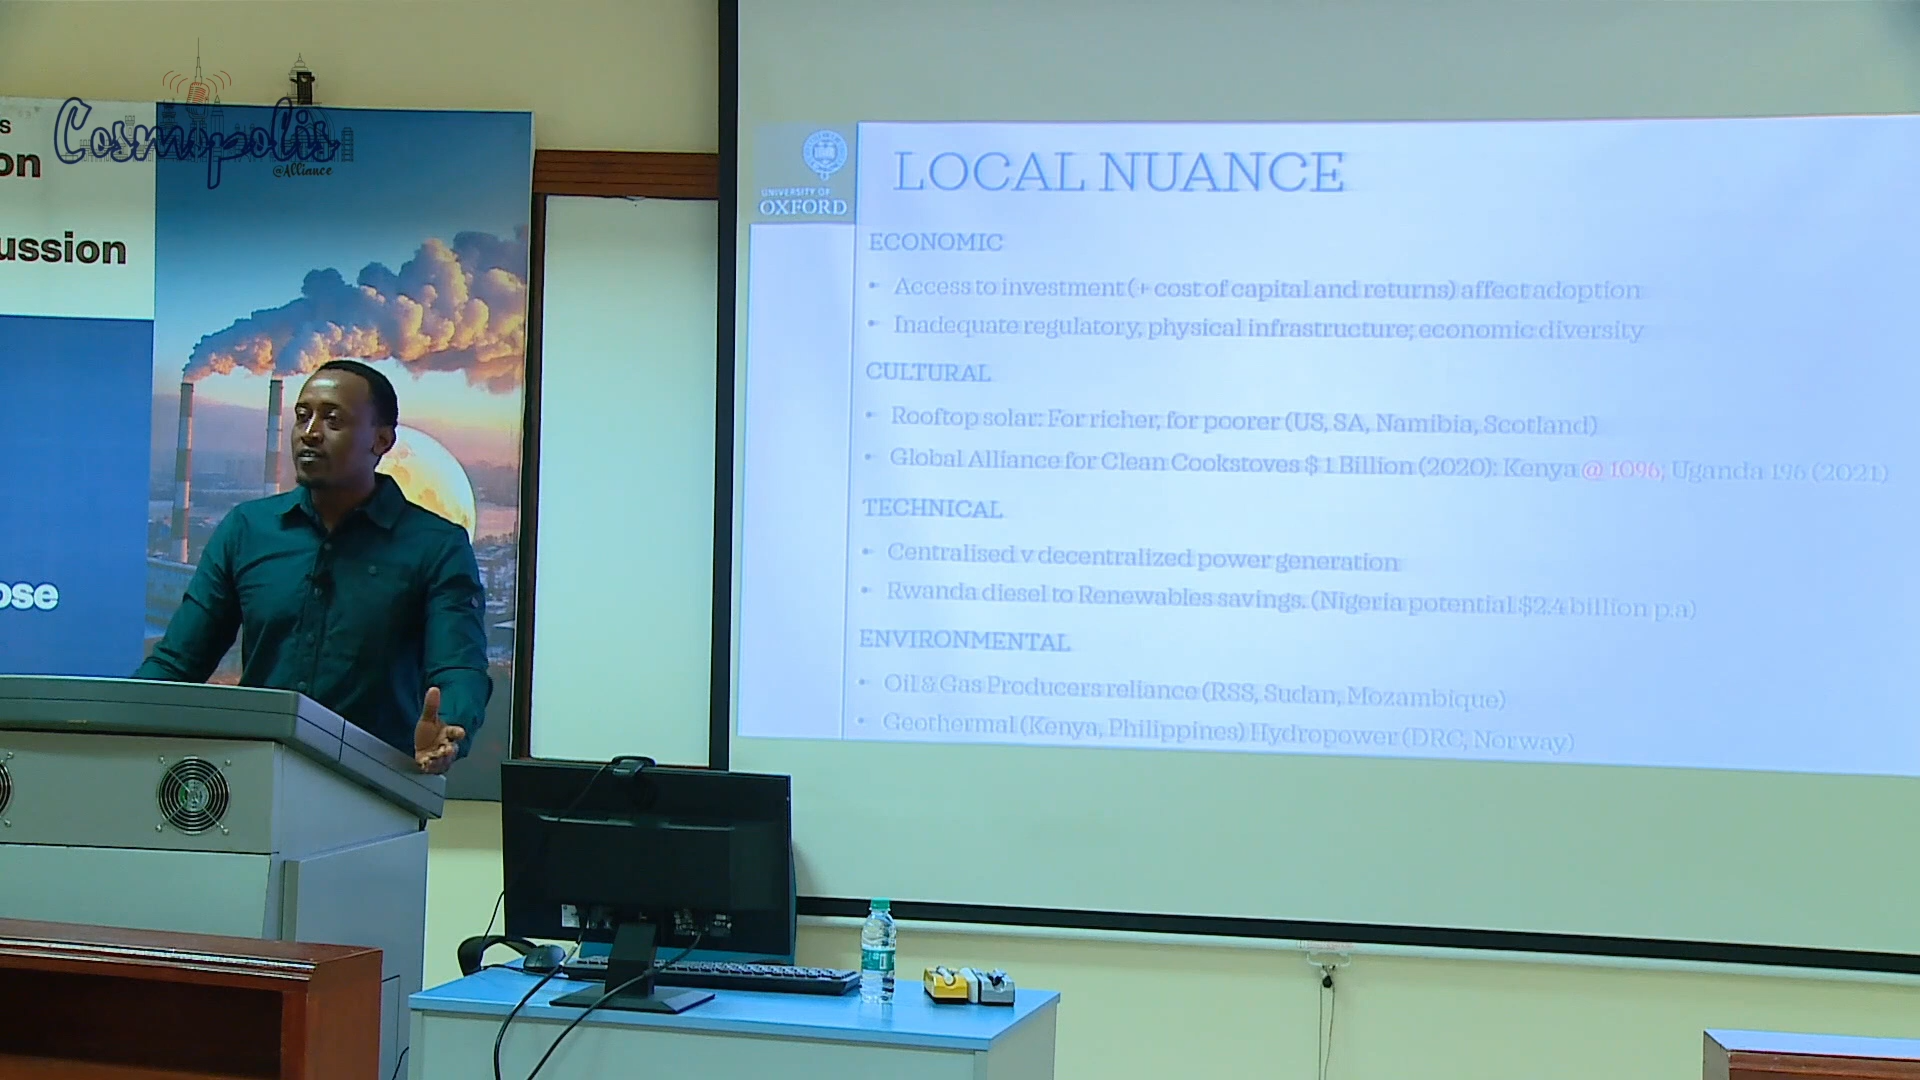 s
on
ussion
ose
Cosmopolis
@Alliance
UNIVERSITY OF
OXFORD
LOCAL NUANCE
ECONOMIC
• Access to investment (+ cost of capital and returns) affect adoption
• Inadequate regulatory, physical infrastructure; economic diversity
CULTURAL
• Rooftop solar: For richer, for poorer (US, SA, Namibia, Scotland)
• Global Alliance for Clean Cookstoves $ 1 Billion (2020): Kenya @ 10%; Uganda 1% (2021)
TECHNICAL
• Centralised v decentralized power generation
• Rwanda diesel to Renewables savings. (Nigeria potential $2.4 billion p.a)
ENVIRONMENTAL
• Oil & Gas Producers reliance (RSS, Sudan, Mozambique)
• Geothermal (Kenya, Philippines) Hydropower (DRC, Norway)